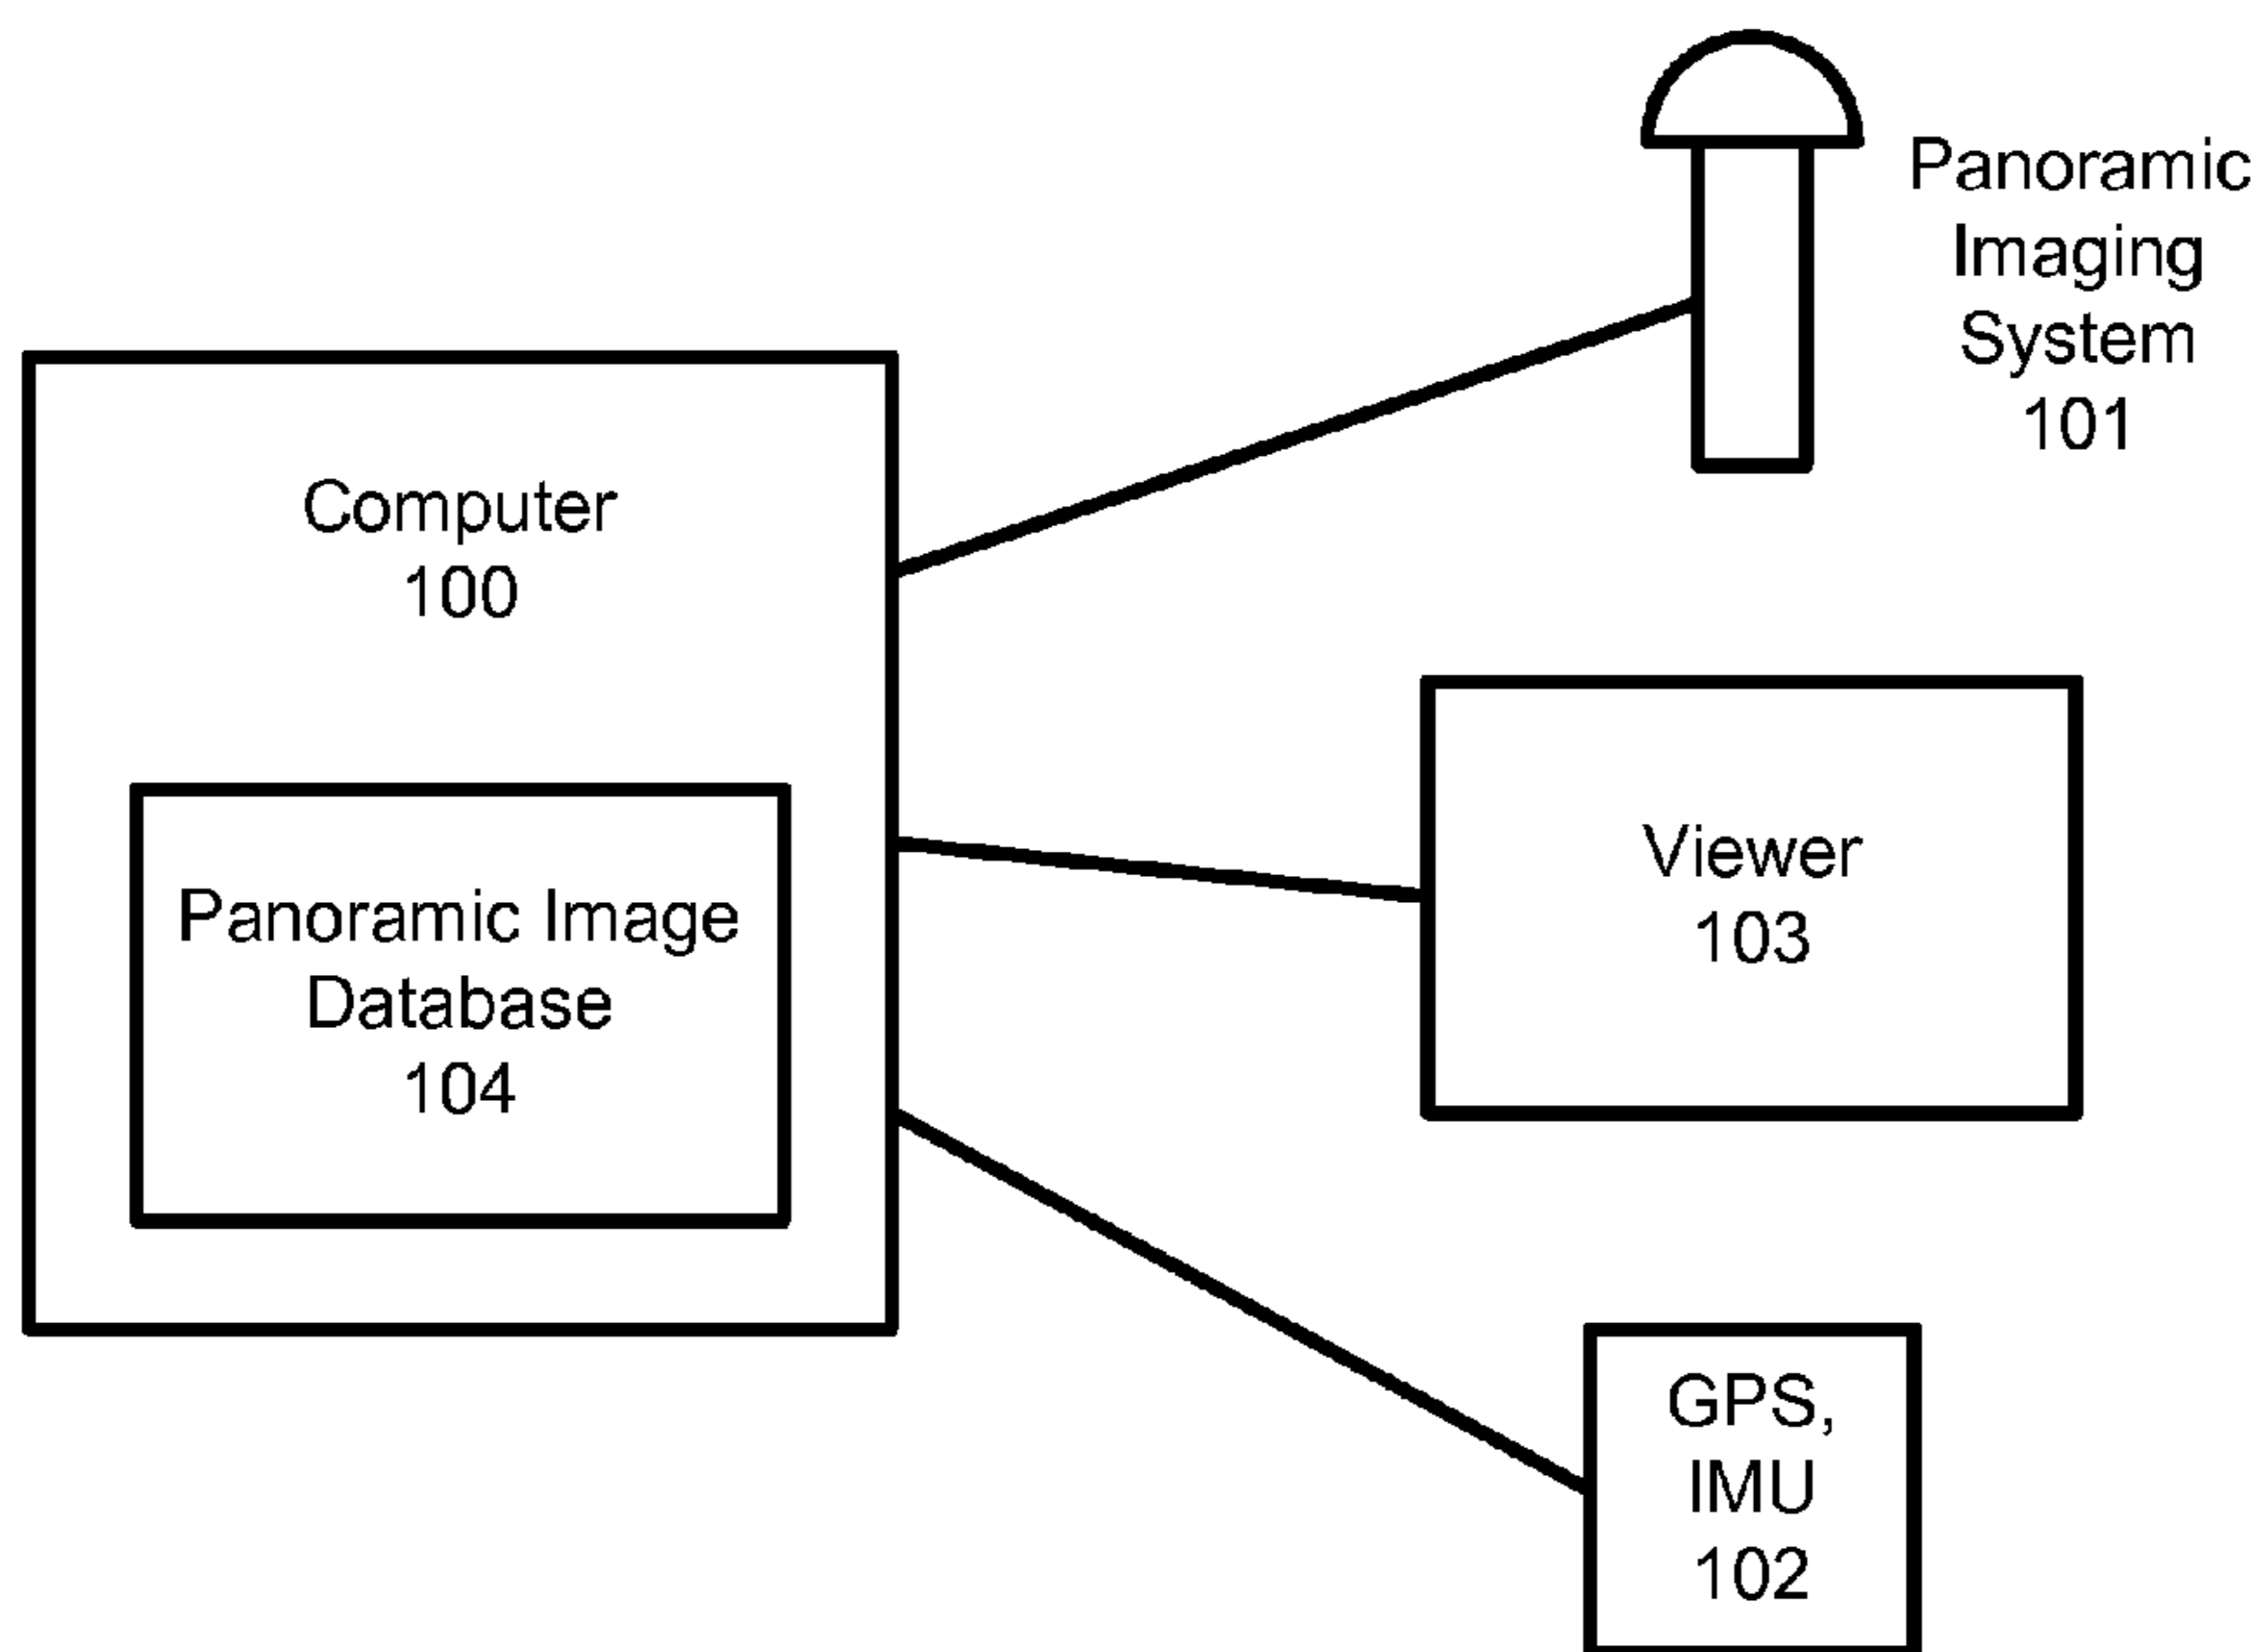 Panoramic
Imaging
System
101
Computer
100
Panoramic Image
Database
104
Viewer
103
GPS,
IMU
102